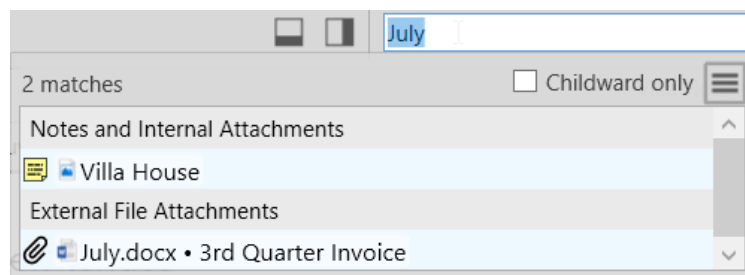 July
2 matches
Childward only
Notes and Internal Attachments
Villa House
External File Attachments
July.docx • 3rd Quarter Invoice